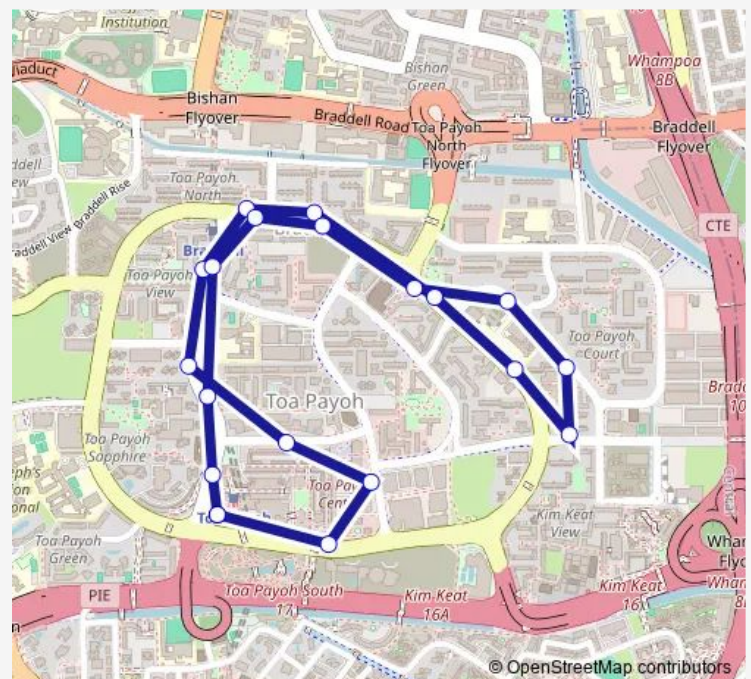 Institution
Viaduct
Bishan
Flyover
Bishan
Green
Whampoa
8B
Braddell Road
Toa Payoh
North
Flyover
Braddell
Flyover
Toa Payoh
North
Braddell View
Braddell Rise
CTE
Toa Payoh
View
Toa Payoh
Court
Toa Payoh
Toa Payoh
Sapphire
Toa Payoh
Green
Kim Keat
View
PIE
Toa Payoh South
17
Kim Keat
16A
Kim Keat
16
© OpenStreetMap contributors